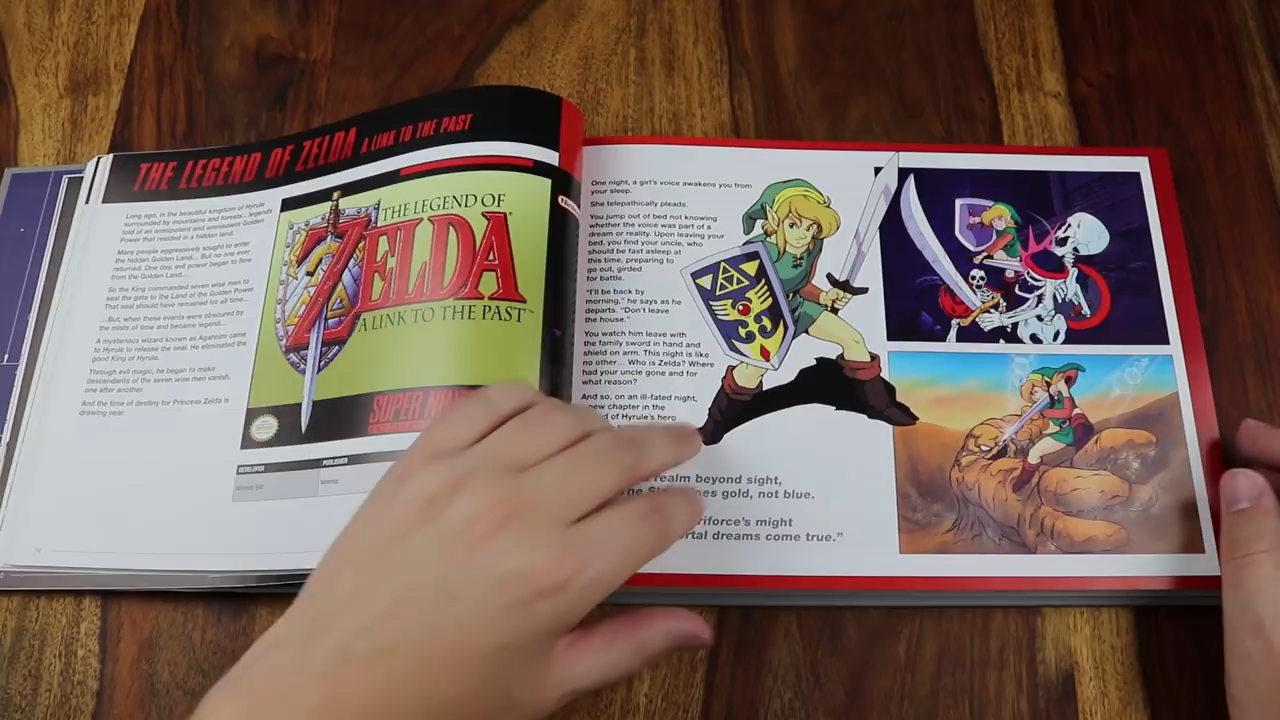 THE LEGEND OF ZELDA A LINK TO THE PAST
Long ago, in the beautiful kingdom of Hyrule
surrounded by mountains and forests... legends
told of an omnipotent and omniscient Golden
Power that resided in a hidden land.
Many people aggressively sought to enter
the hidden Golden Land... But no one ever
returned. One day, evil power began to flow
from the Golden Land...
So the King commanded seven wise men to
seal the gate to the Land of the Golden Power.
That seal should have remained for all time...
...But, when these events were obscured by
the mists of time and became legend...
A mysterious wizard known as Agahnim came
to Hyrule to release the seal. He eliminated the
good King of Hyrule.
Through evil magic, he began to make
descendants of the seven wise men vanish,
one after another.
And the time of destiny for Princess Zelda is
drawing near.
THE LEGEND OF
ZELDA
A LINK TO THE PAST™
SUPER
DEVELOPER
PUBLISHER
Nintendo EAD
Nintendo
One night, a girl's voice awakens you from
your sleep.
She telepathically pleads.
You jump out of bed not knowing
whether the voice was part of a
dream or reality. Upon leaving your
bed, you find your uncle, who
should be fast asleep at
this time, preparing to
go out, girded
for battle.
"I'll be back by
morning," he says as he
departs. "Don't leave
the house."
You watch him leave with
the family sword in hand and
shield on arm. This night is like
no other... Who is Zelda? Where
had your uncle gone and for
what reason?
And so, on an ill-fated night,
new chapter in the
of Hyrule's hero
realm beyond sight,
gold, not blue.
might
dreams come true."